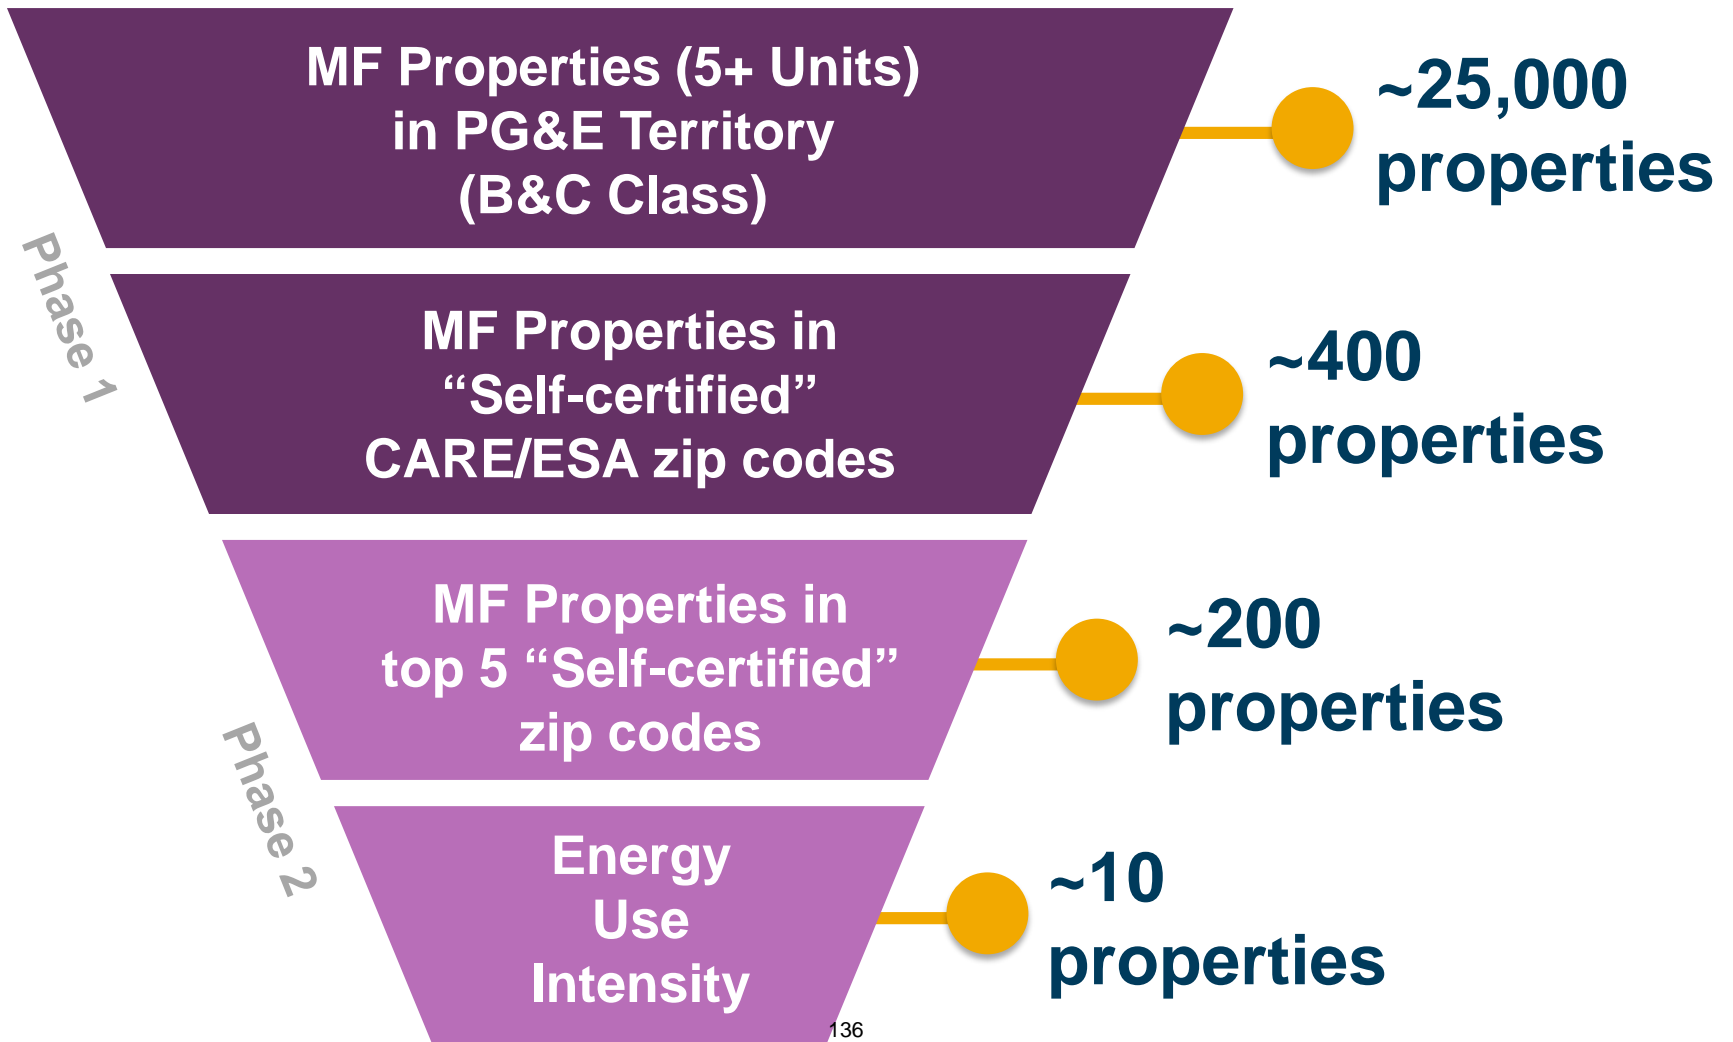 MF Properties (5+ Units)
in PG&E Territory
(B&C Class)
~25,000
properties
Phase 1
MF Properties in
“Self-certified”
CARE/ESA zip codes
~400
properties
MF Properties in
top 5 “Self-certified”
zip codes
~200
properties
Phase 2
Energy
Use
Intensity
~10
properties
136